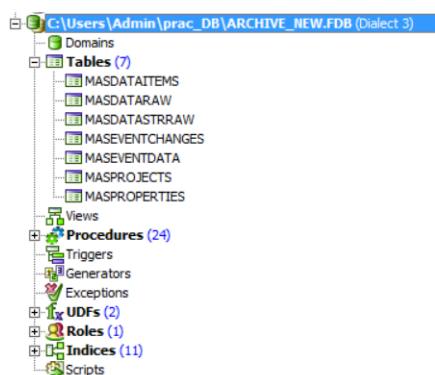 C:\Users\Admin\prac_DB\ARCHIVE_NEW.FDB (Dialect 3)
Domains
Tables (7)
MASDATAITEMS
MASDATARAW
MASDATASTRRAW
MASEVENTCHANGES
MASEVENTDATA
MASPROJECTS
MASPROPERTIES
Views
Procedures (24)
Triggers
Generators
Exceptions
UDFs (2)
Roles (1)
Indices (11)
Scripts